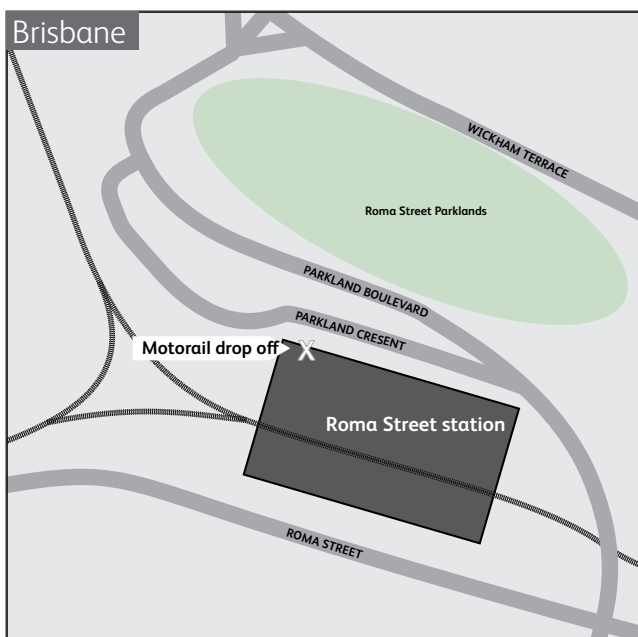 Brisbane
WICKHAM TERRACE
Roma Street Parklands
PARKLAND BOULEVARD
PARKLAND CRESENT
Motorail drop off
X
Roma Street station
ROMA STREET